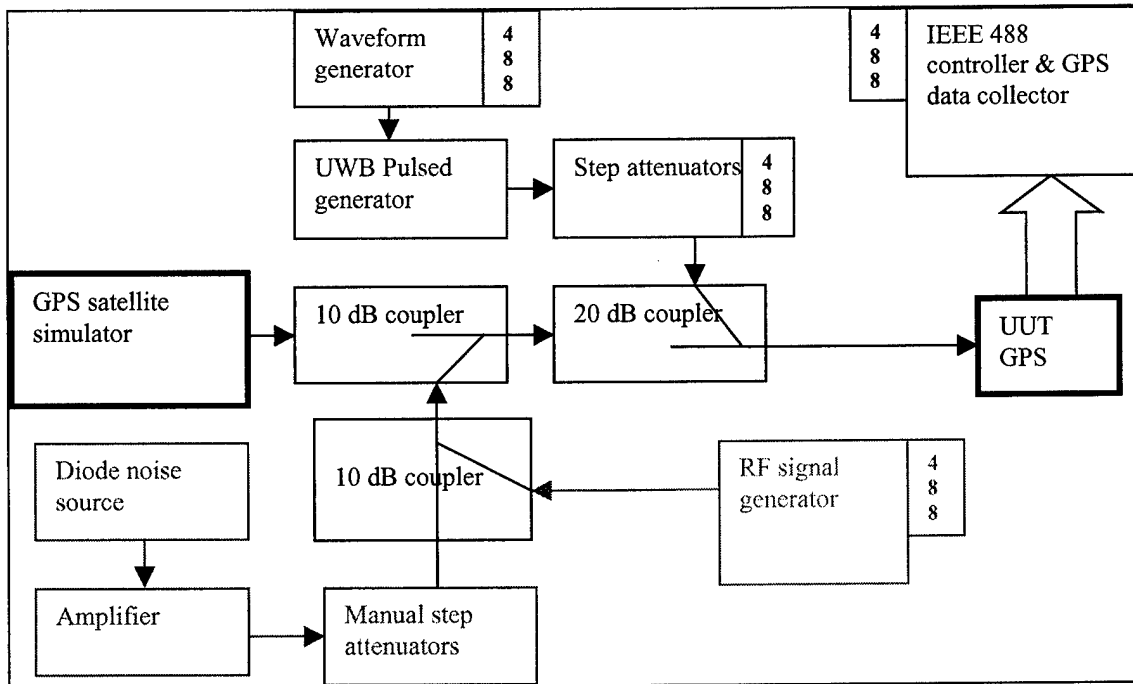 Waveform
generator
4
8
8
4
8
8
IEEE 488
controller & GPS
data collector
UWB Pulsed
generator
Step attenuators
4
8
8
GPS satellite
simulator
10 dB coupler
20 dB coupler
UUT
GPS
Diode noise
source
10 dB coupler
RF signal
generator
4
8
8
Amplifier
Manual step
attenuators